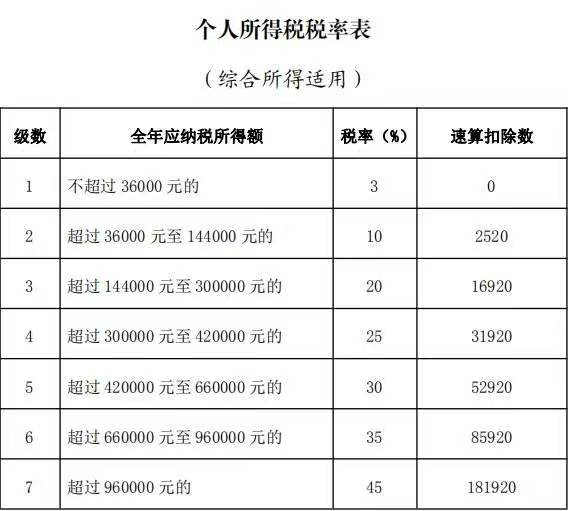 个人所得税税率表
（综合所得适用）
级数 全年应纳税所得额 税率（%） 速算扣除数
1 不超过 36000 元的 3 0
2 超过 36000 元至 144000 元的 10 2520
3 超过 144000 元至 300000 元的 20 16920
4 超过 300000 元至 420000 元的 25 31920
5 超过 420000 元至 660000 元的 30 52920
6 超过 660000 元至 960000 元的 35 85920
7 超过 960000 元的 45 181920